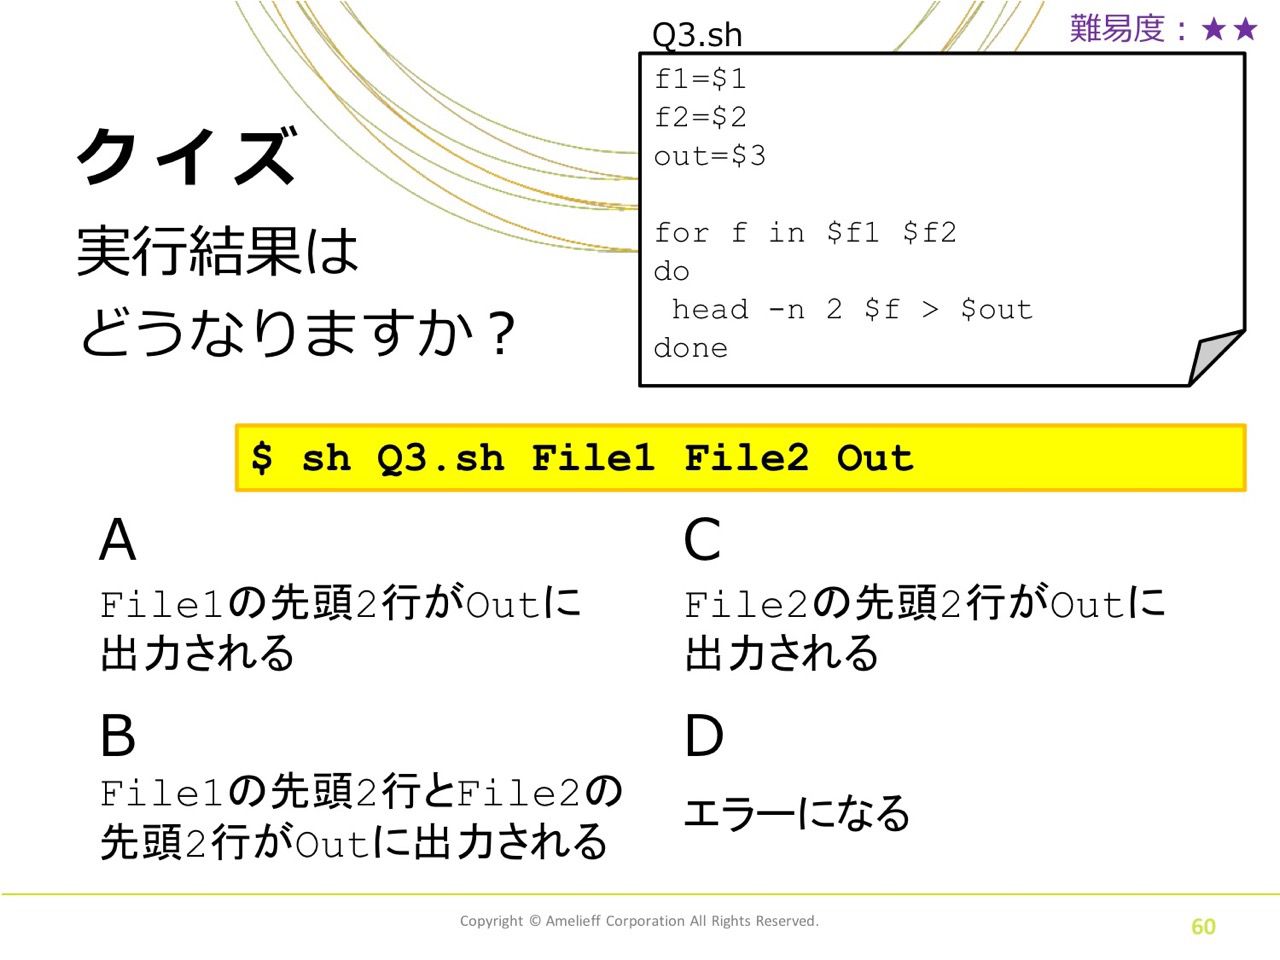 難易度：★★
Q3.sh
f1=$1
f2=$2
out=$3
for f in $f1 $f2
do
head -n 2 $f > $out
done
クイズ
実行結果は
どうなりますか？
$ sh Q3.sh File1 File2 Out
A
File1の先頭2行がOutに
出力される
B
File1の先頭2行とFile2の
先頭2行がOutに出力される
C
File2の先頭2行がOutに
出力される
D
エラーになる
Copyright © Amelieff Corporation All Rights Reserved.
60